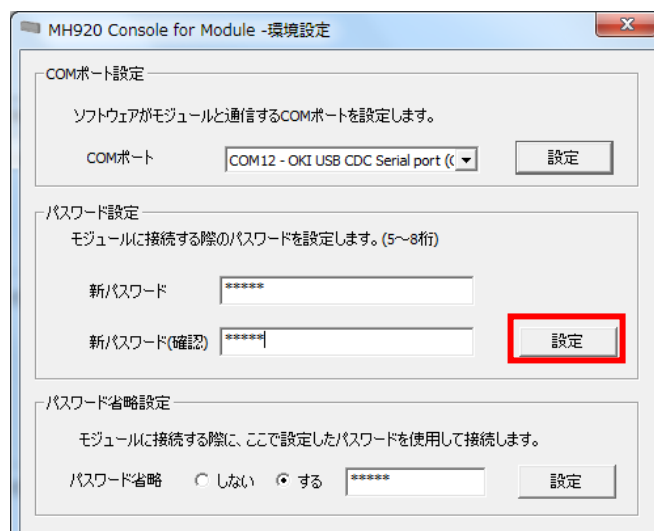 MH920 Console for Module -環境設定
COMポート設定
ソフトウェアがモジュールと通信するCOMポートを設定します。
COMポート COM12 - OKI USB CDC Serial port (C 設定
パスワード設定
モジュールに接続する際のパスワードを設定します。(5～8桁)
新パスワード *****
新パスワード(確認) ***** 設定
パスワード省略設定
モジュールに接続する際に、ここで設定したパスワードを使用して接続します。
パスワード省略 しない する ***** 設定